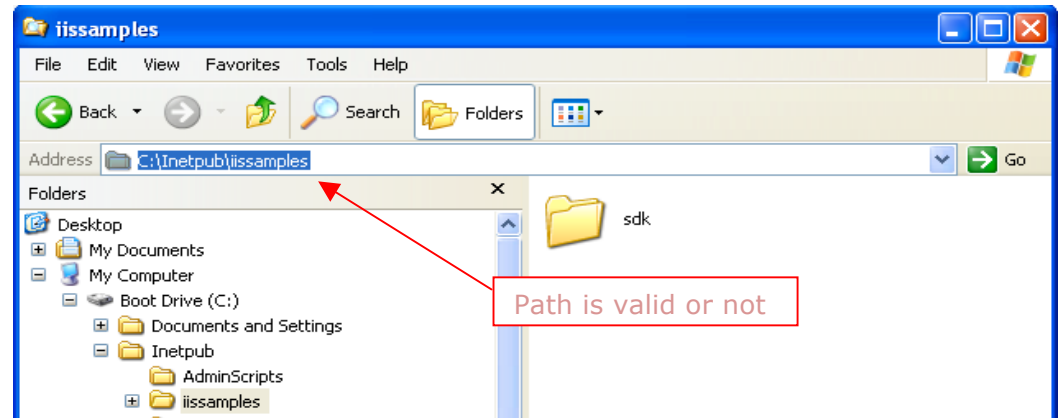 iissamples
File Edit View Favorites Tools Help
Back Search Folders
Address C:\Inetpub\iissamples Go
Folders x
Desktop
My Documents
My Computer
Boot Drive (C:)
Documents and Settings
Inetpub
AdminScripts
iissamples
sdk
Path is valid or not